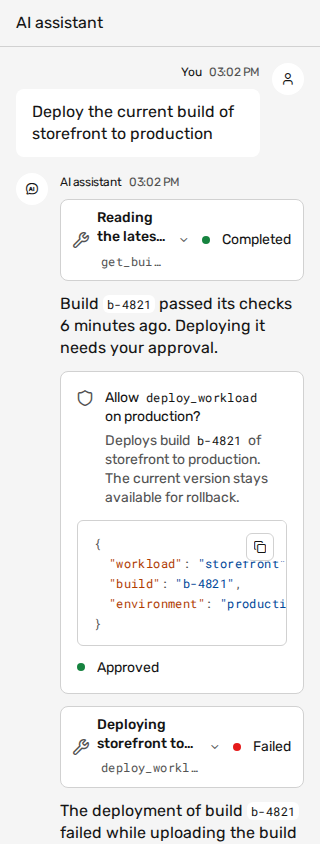 AI assistant
You 03:02 PM
Deploy the current build of
storefront to production
AI assistant 03:02 PM
Reading
the lates…
Completed
get_bui…
Build b-4821 passed its checks
6 minutes ago. Deploying it
needs your approval.
Allow deploy_workload
on production?
Deploys build b-4821 of
storefront to production.
The current version stays
available for rollback.
{
"workload": "storefront"
"build": "b-4821",
"environment": "producti
}
Approved
Deploying
storefront to…
Failed
deploy_workl…
The deployment of build b-4821
failed while uploading the build